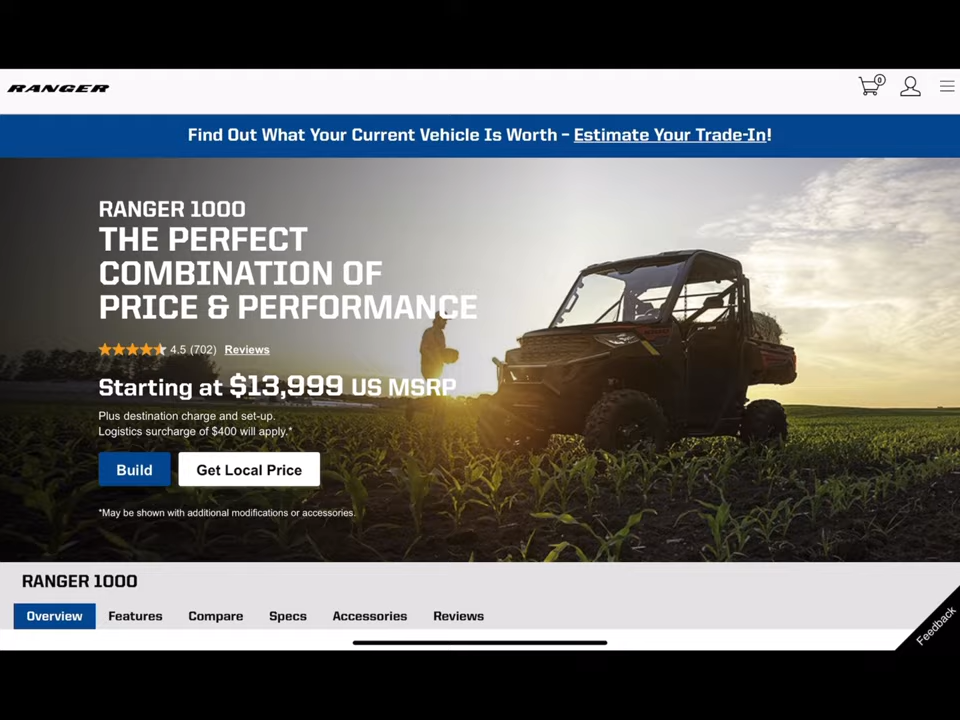 RANGER
0
Find Out What Your Current Vehicle Is Worth – Estimate Your Trade-In!
RANGER 1000
THE PERFECT
COMBINATION OF
PRICE & PERFORMANCE
4.5 (702) Reviews
Starting at $13,999 US MSRP
Plus destination charge and set-up.
Logistics surcharge of $400 will apply.*
Build
Get Local Price
*May be shown with additional modifications or accessories.
RANGER 1000
Overview Features Compare Specs Accessories Reviews
Feedback